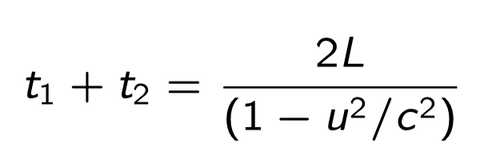 t₁ + t₂ = 2L / (1 − u²/c²)